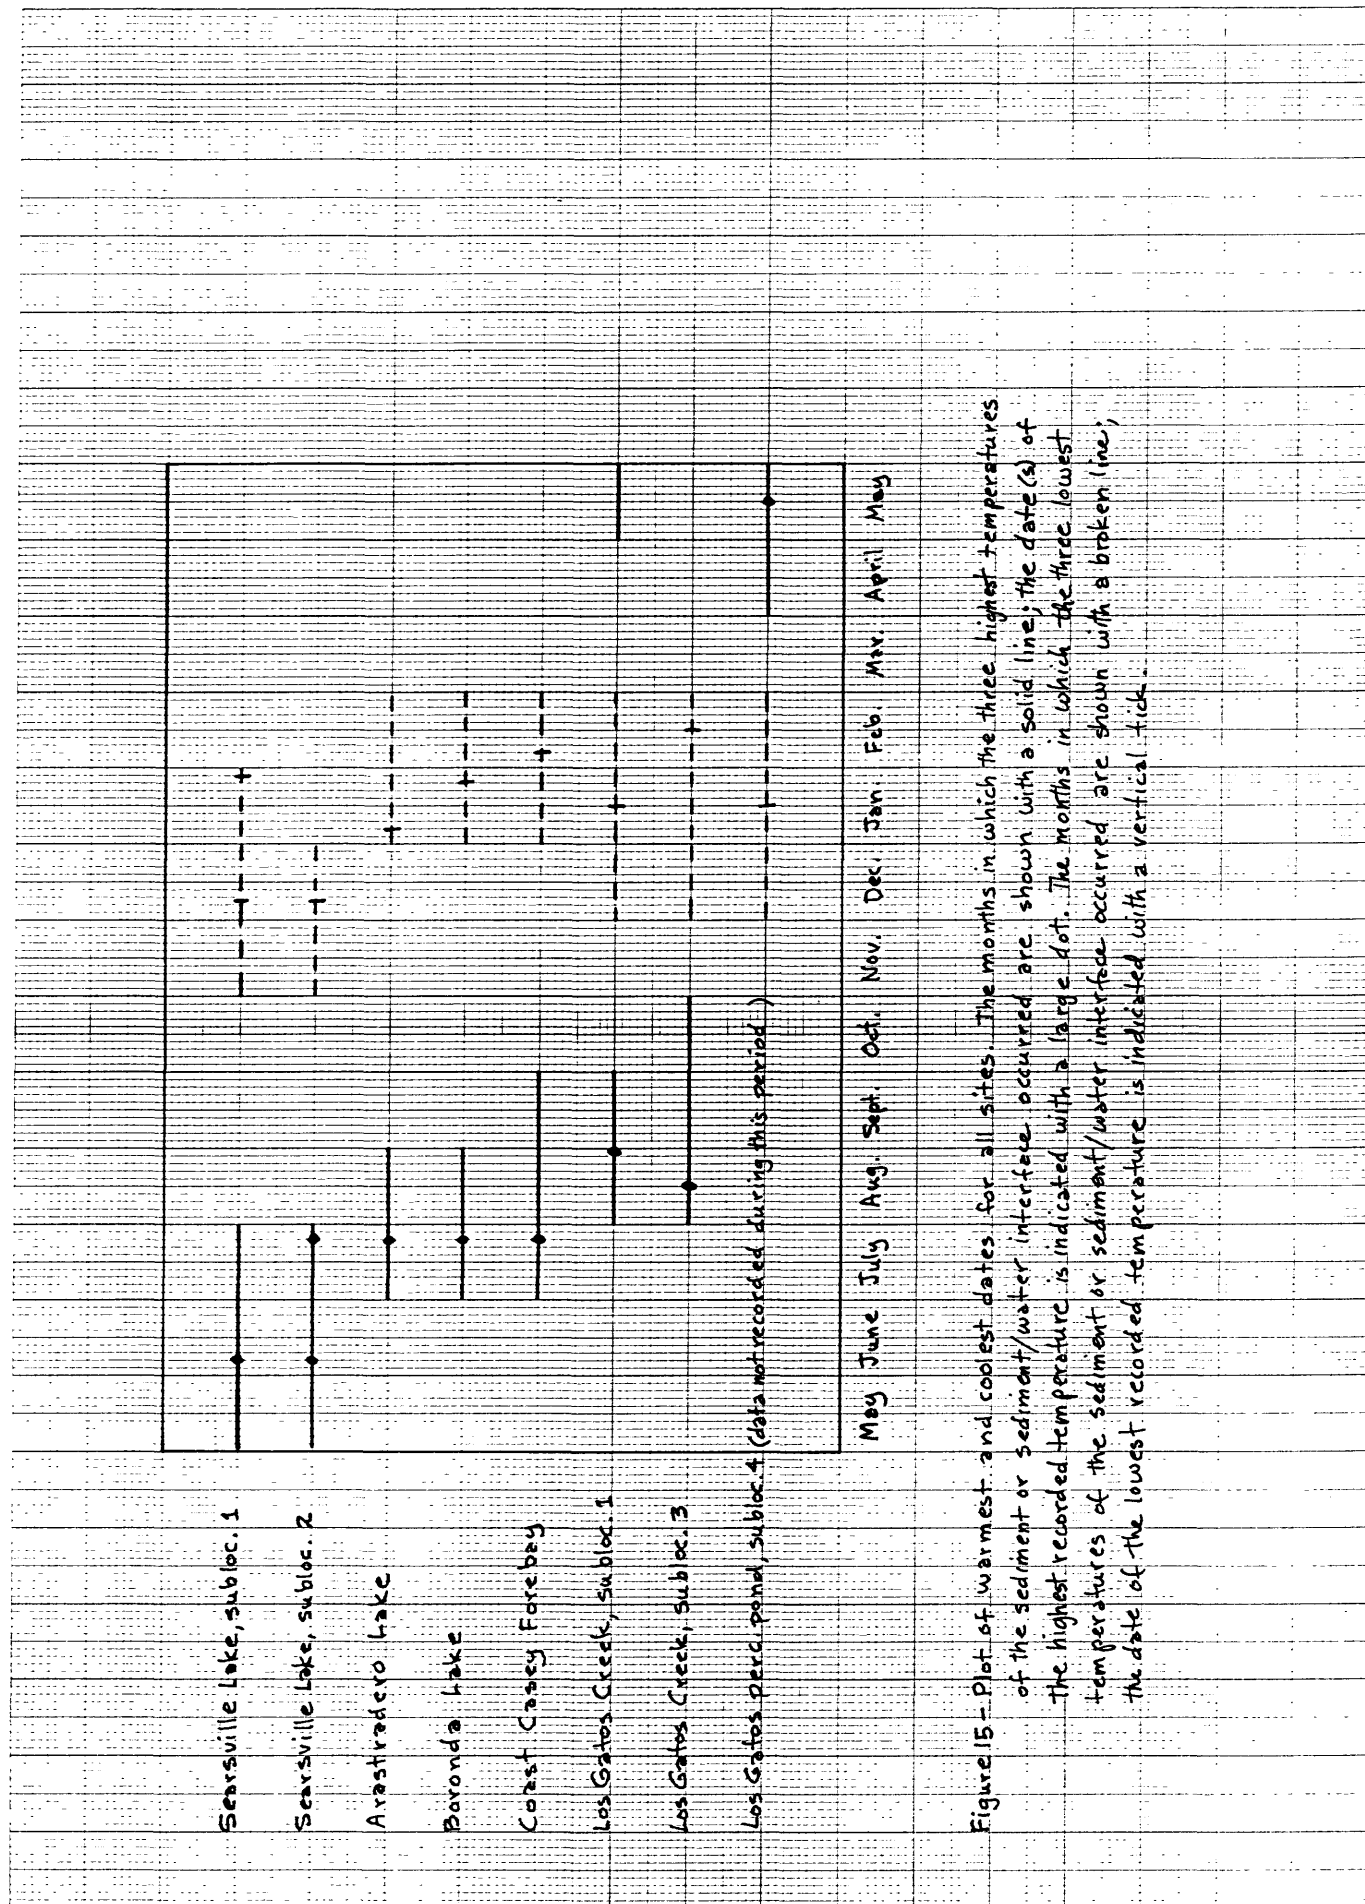 Searsville Lake, subloc. 1
Searsville Lake, subloc. 2
Arastradero Lake
Boronda Lake
Coast Casey Forebay
Los Gatos Creek, subloc. 1
Los Gatos Creek, subloc. 3
Los Gatos perc. pond, subloc. 4 (data not recorded during this period)
May June July Aug. Sept. Oct. Nov. Dec. Jan. Feb. Mar. April May
Figure 15-Plot of warmest and coolest dates for all sites. The months in which the three highest temperatures
of the sediment or sediment/water interface occurred are shown with a solid line; the date(s) of
the highest recorded temperature is indicated with a large dot. The months in which the three lowest
temperatures of the sediment or sediment/water interface occurred are shown with a broken line;
the date of the lowest recorded temperature is indicated with a vertical tick.